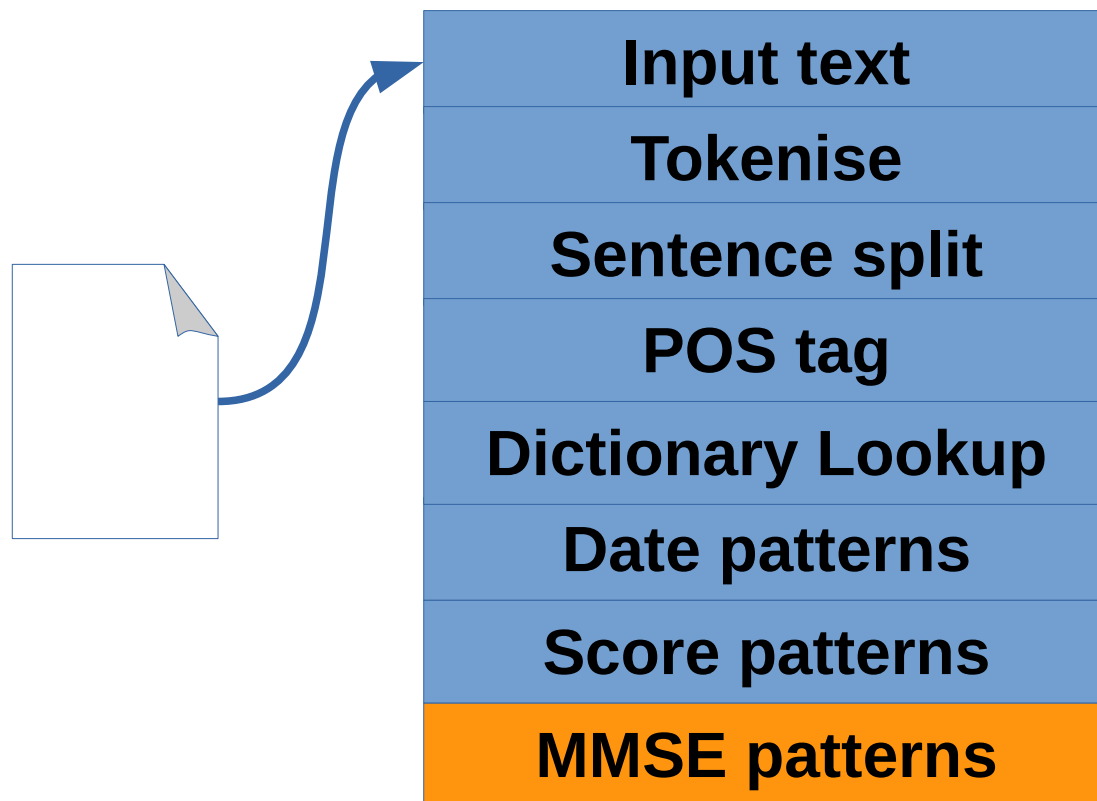 Input text
Tokenise
Sentence split
POS tag
Dictionary Lookup
Date patterns
Score patterns
MMSE patterns